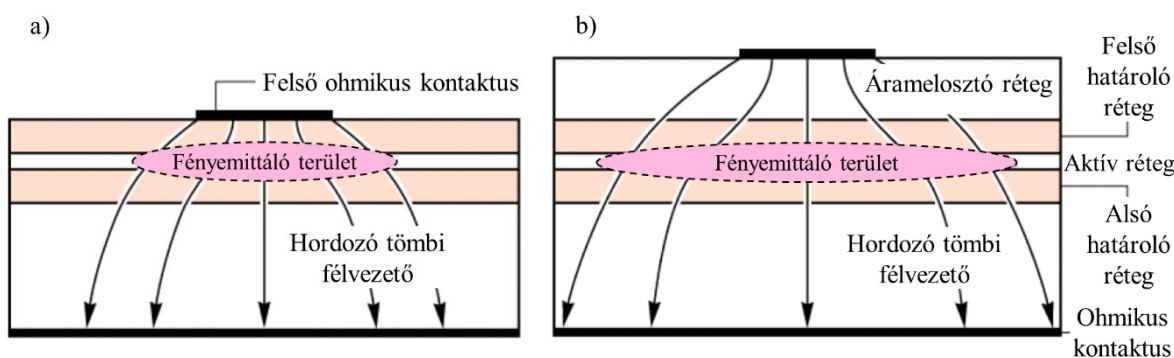 a)
Felső ohmikus kontaktus
Fényemittáló terület
Hordozó tömbi
félvezető
b)
Áramelosztó réteg
Fényemittáló terület
Hordozó tömbi
félvezető
Felső
határoló
réteg
Aktív réteg
Alsó
határoló
réteg
Ohmikus
kontaktus